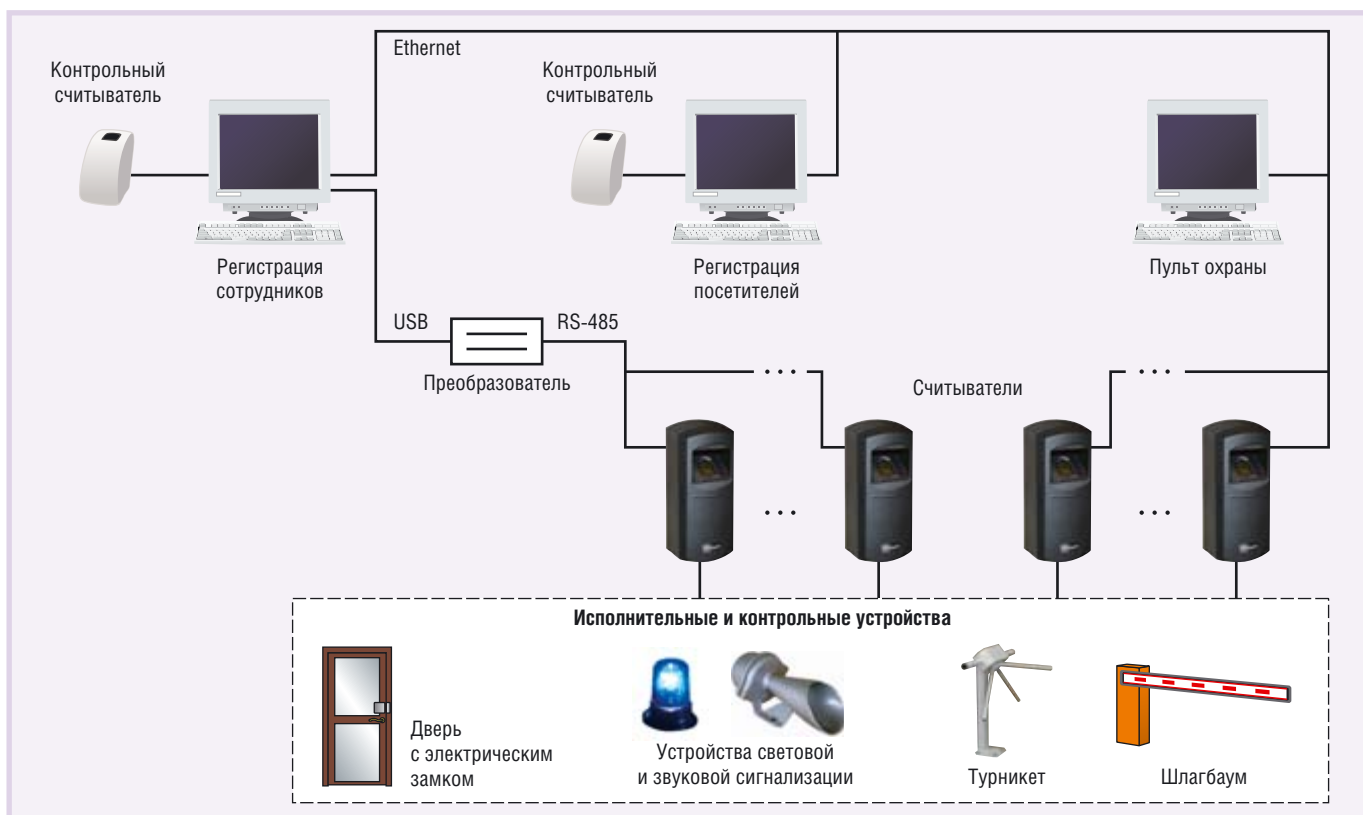 Ethernet
Контрольный
считыватель
Контрольный
считыватель
Регистрация
сотрудников
Регистрация
посетителей
Пульт охраны
USB
RS-485
Преобразователь
Считыватели
Исполнительные и контрольные устройства
Дверь
с электрическим
замком
Устройства световой
и звуковой сигнализации
Турникет
Шлагбаум